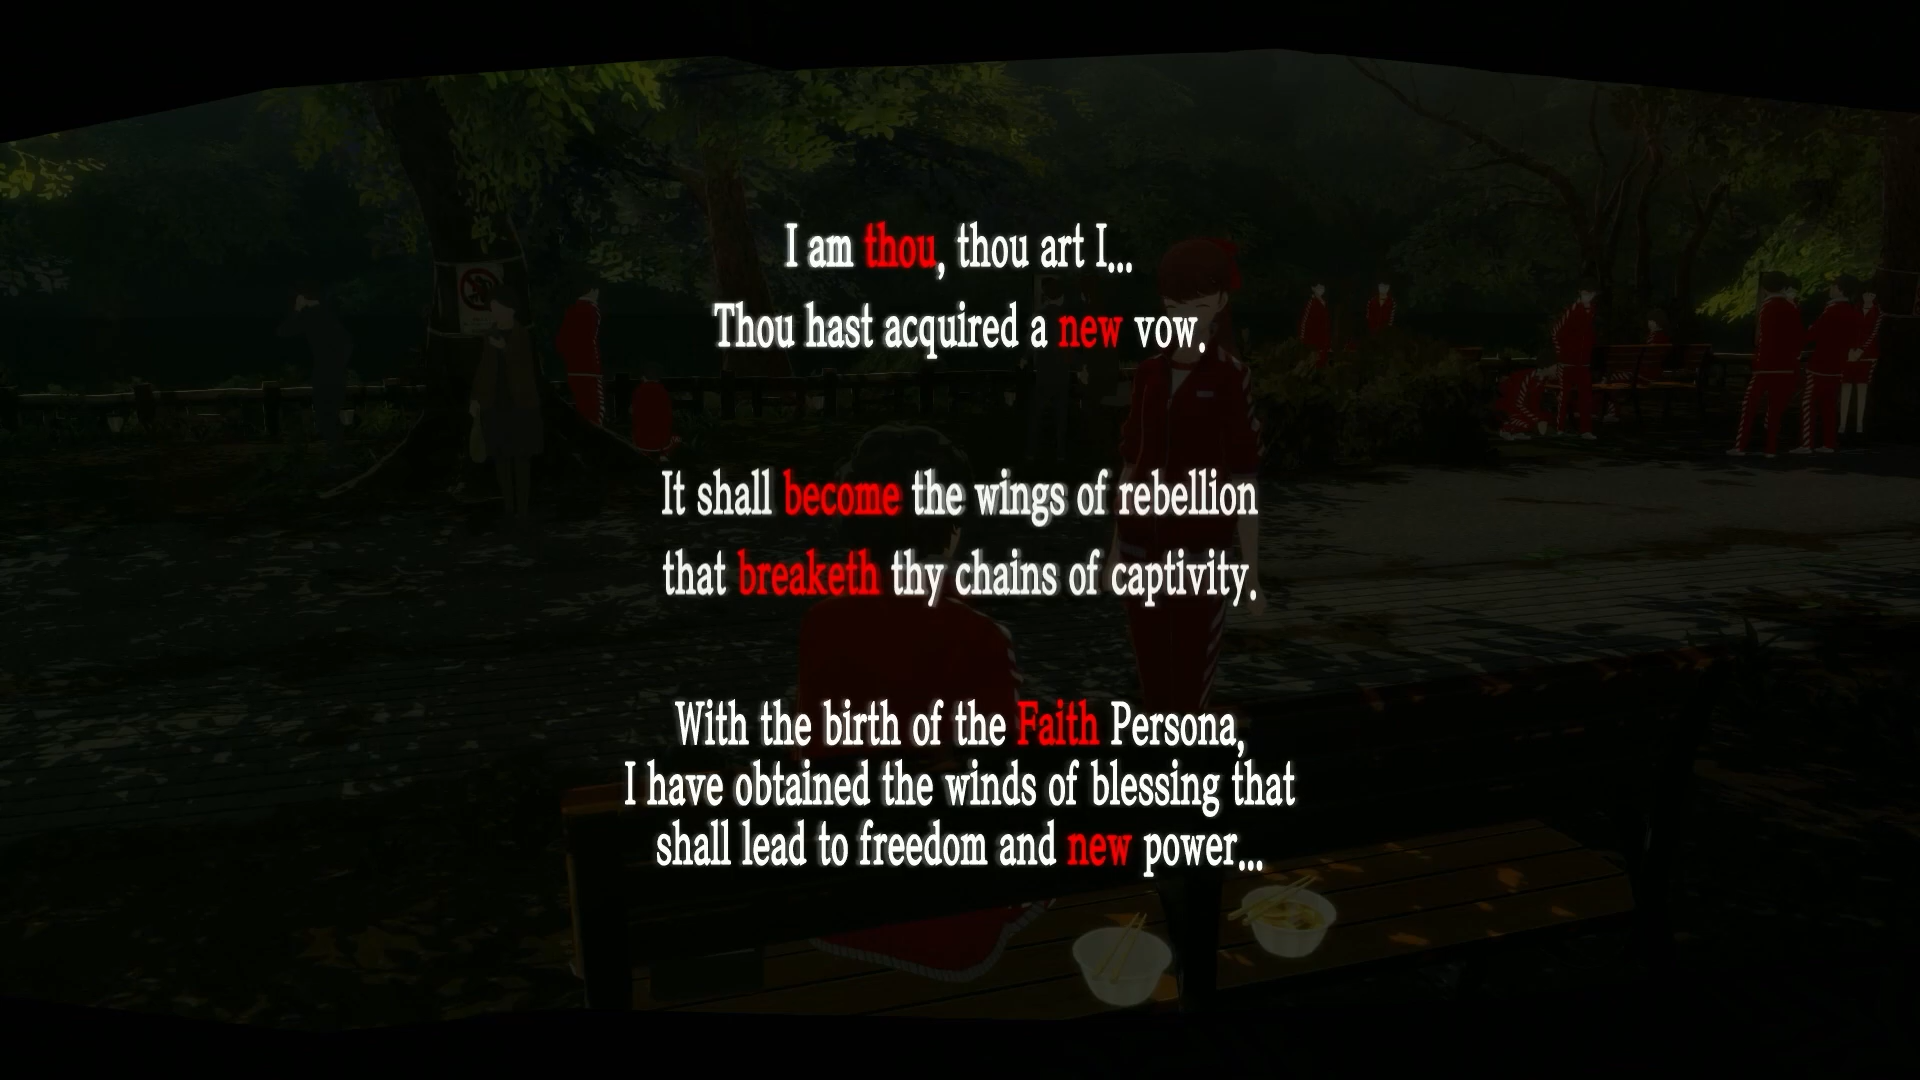 I am thou, thou art I...
Thou hast acquired a new vow.
It shall become the wings of rebellion
that breaketh thy chains of captivity.
With the birth of the Faith Persona,
I have obtained the winds of blessing that
shall lead to freedom and new power...